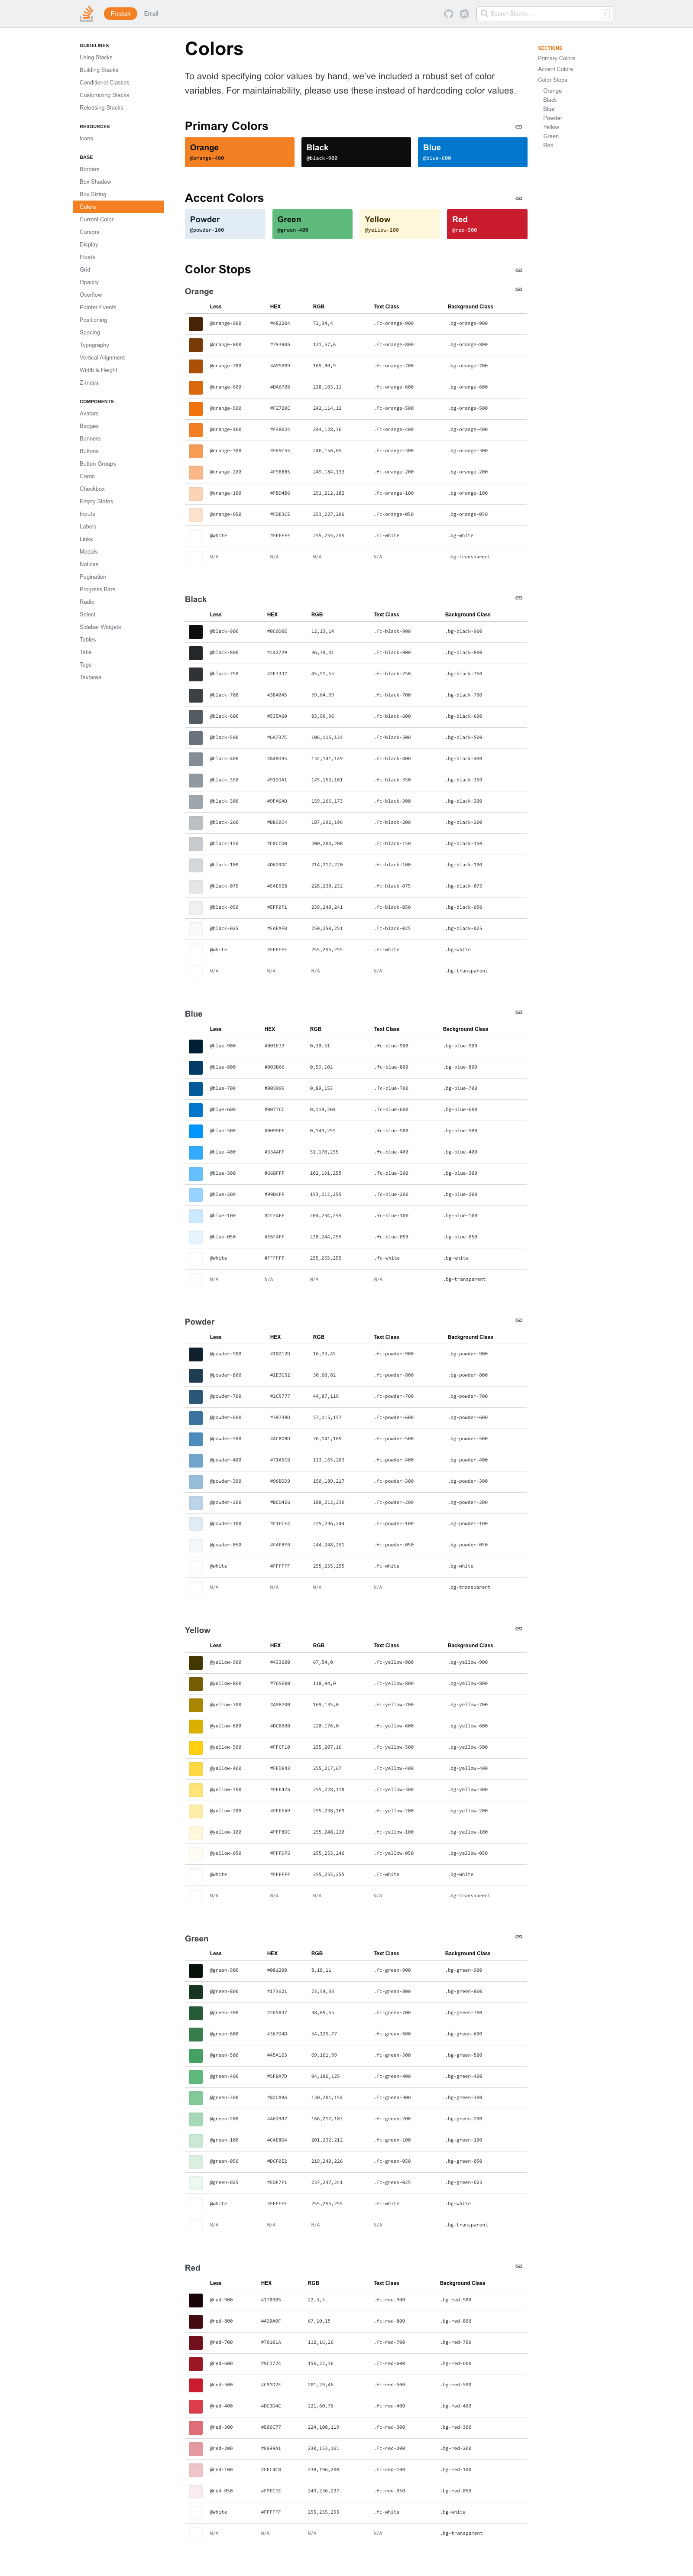 Product
Email
Search Stacks…
/
GUIDELINES
Using Stacks
Building Stacks
Conditional Classes
Customizing Stacks
Releasing Stacks
RESOURCES
Icons
BASE
Borders
Box Shadow
Box Sizing
Colors
Current Color
Cursors
Display
Floats
Grid
Opacity
Overflow
Pointer Events
Positioning
Spacing
Typography
Vertical Alignment
Width & Height
Z-Index
COMPONENTS
Avatars
Badges
Banners
Buttons
Button Groups
Cards
Checkbox
Empty States
Inputs
Labels
Links
Modals
Notices
Pagination
Progress Bars
Radio
Select
Sidebar Widgets
Tables
Tabs
Tags
Textarea
Colors
To avoid specifying color values by hand, we've included a robust set of color
variables. For maintainability, please use these instead of hardcoding color values.
Primary Colors
Orange
@orange-400
Black
@black-900
Blue
@blue-600
Accent Colors
Powder
@powder-100
Green
@green-400
Yellow
@yellow-100
Red
@red-500
Color Stops
Orange
Less HEX RGB Text Class Background Class
@orange-900 #482204 72,34,4 .fc-orange-900 .bg-orange-900
@orange-800 #793906 121,57,6 .fc-orange-800 .bg-orange-800
@orange-700 #A95009 169,80,9 .fc-orange-700 .bg-orange-700
@orange-600 #DA670B 218,103,11 .fc-orange-600 .bg-orange-600
@orange-500 #F2720C 242,114,12 .fc-orange-500 .bg-orange-500
@orange-400 #F48024 244,128,36 .fc-orange-400 .bg-orange-400
@orange-300 #F69C55 246,156,85 .fc-orange-300 .bg-orange-300
@orange-200 #F9B885 249,184,133 .fc-orange-200 .bg-orange-200
@orange-100 #FBD4B6 251,212,182 .fc-orange-100 .bg-orange-100
@orange-050 #FDE3CE 253,227,206 .fc-orange-050 .bg-orange-050
@white #FFFFFF 255,255,255 .fc-white .bg-white
N/A N/A N/A N/A .bg-transparent
Black
Less HEX RGB Text Class Background Class
@black-900 #0C0D0E 12,13,14 .fc-black-900 .bg-black-900
@black-800 #242729 36,39,41 .fc-black-800 .bg-black-800
@black-750 #2F3337 45,51,55 .fc-black-750 .bg-black-750
@black-700 #3B4045 59,64,69 .fc-black-700 .bg-black-700
@black-600 #535A60 83,90,96 .fc-black-600 .bg-black-600
@black-500 #6A737C 106,115,124 .fc-black-500 .bg-black-500
@black-400 #848D95 132,141,149 .fc-black-400 .bg-black-400
@black-350 #9199A1 145,153,161 .fc-black-350 .bg-black-350
@black-300 #9FA6AD 159,166,173 .fc-black-300 .bg-black-300
@black-200 #BBC0C4 187,192,196 .fc-black-200 .bg-black-200
@black-150 #C8CCD0 200,204,208 .fc-black-150 .bg-black-150
@black-100 #D6D9DC 214,217,220 .fc-black-100 .bg-black-100
@black-075 #E4E6E8 228,230,232 .fc-black-075 .bg-black-075
@black-050 #EFF0F1 239,240,241 .fc-black-050 .bg-black-050
@black-025 #FAFAFB 250,250,251 .fc-black-025 .bg-black-025
@white #FFFFFF 255,255,255 .fc-white .bg-white
N/A N/A N/A N/A .bg-transparent
Blue
Less HEX RGB Text Class Background Class
@blue-900 #001E33 0,30,51 .fc-blue-900 .bg-blue-900
@blue-800 #003B66 0,59,102 .fc-blue-800 .bg-blue-800
@blue-700 #005999 0,89,153 .fc-blue-700 .bg-blue-700
@blue-600 #0077CC 0,119,204 .fc-blue-600 .bg-blue-600
@blue-500 #0095FF 0,149,255 .fc-blue-500 .bg-blue-500
@blue-400 #33AAFF 51,170,255 .fc-blue-400 .bg-blue-400
@blue-300 #66BFFF 102,191,255 .fc-blue-300 .bg-blue-300
@blue-200 #99D4FF 153,212,255 .fc-blue-200 .bg-blue-200
@blue-100 #CCEAFF 204,234,255 .fc-blue-100 .bg-blue-100
@blue-050 #E6F4FF 230,244,255 .fc-blue-050 .bg-blue-050
@white #FFFFFF 255,255,255 .fc-white .bg-white
N/A N/A N/A N/A .bg-transparent
Powder
Less HEX RGB Text Class Background Class
@powder-900 #10212D 16,33,45 .fc-powder-900 .bg-powder-900
@powder-800 #1E3C52 30,60,82 .fc-powder-800 .bg-powder-800
@powder-700 #2C5777 44,87,119 .fc-powder-700 .bg-powder-700
@powder-600 #39739D 57,115,157 .fc-powder-600 .bg-powder-600
@powder-500 #4C8DBD 76,141,189 .fc-powder-500 .bg-powder-500
@powder-400 #71A5CB 113,165,203 .fc-powder-400 .bg-powder-400
@powder-300 #96BDD9 150,189,217 .fc-powder-300 .bg-powder-300
@powder-200 #BCD4E6 188,212,230 .fc-powder-200 .bg-powder-200
@powder-100 #E1ECF4 225,236,244 .fc-powder-100 .bg-powder-100
@powder-050 #F4F8FB 244,248,251 .fc-powder-050 .bg-powder-050
@white #FFFFFF 255,255,255 .fc-white .bg-white
N/A N/A N/A N/A .bg-transparent
Yellow
Less HEX RGB Text Class Background Class
@yellow-900 #433600 67,54,0 .fc-yellow-900 .bg-yellow-900
@yellow-800 #765E00 118,94,0 .fc-yellow-800 .bg-yellow-800
@yellow-700 #A98700 169,135,0 .fc-yellow-700 .bg-yellow-700
@yellow-600 #DCB000 220,176,0 .fc-yellow-600 .bg-yellow-600
@yellow-500 #FFCF10 255,207,16 .fc-yellow-500 .bg-yellow-500
@yellow-400 #FFD943 255,217,67 .fc-yellow-400 .bg-yellow-400
@yellow-300 #FFE476 255,228,118 .fc-yellow-300 .bg-yellow-300
@yellow-200 #FFEEA9 255,238,169 .fc-yellow-200 .bg-yellow-200
@yellow-100 #FFF8DC 255,248,220 .fc-yellow-100 .bg-yellow-100
@yellow-050 #FFFDF6 255,253,246 .fc-yellow-050 .bg-yellow-050
@white #FFFFFF 255,255,255 .fc-white .bg-white
N/A N/A N/A N/A .bg-transparent
Green
Less HEX RGB Text Class Background Class
@green-900 #08120B 8,18,11 .fc-green-900 .bg-green-900
@green-800 #173621 23,54,33 .fc-green-800 .bg-green-800
@green-700 #265A37 38,89,55 .fc-green-700 .bg-green-700
@green-600 #367D4D 54,125,77 .fc-green-600 .bg-green-600
@green-500 #45A163 69,161,99 .fc-green-500 .bg-green-500
@green-400 #5FBA7D 94,186,125 .fc-green-400 .bg-green-400
@green-300 #82CA9A 130,201,154 .fc-green-300 .bg-green-300
@green-200 #A6D9B7 166,217,183 .fc-green-200 .bg-green-200
@green-100 #CAE8D4 201,232,212 .fc-green-100 .bg-green-100
@green-050 #DCF0E2 219,240,226 .fc-green-050 .bg-green-050
@green-025 #EDF7F1 237,247,241 .fc-green-025 .bg-green-025
@white #FFFFFF 255,255,255 .fc-white .bg-white
N/A N/A N/A N/A .bg-transparent
Red
Less HEX RGB Text Class Background Class
@red-900 #170305 22,3,5 .fc-red-900 .bg-red-900
@red-800 #430A0F 67,10,15 .fc-red-800 .bg-red-800
@red-700 #70101A 112,16,26 .fc-red-700 .bg-red-700
@red-600 #9C1724 156,22,36 .fc-red-600 .bg-red-600
@red-500 #C91D2E 201,29,46 .fc-red-500 .bg-red-500
@red-400 #DC3D4C 221,60,76 .fc-red-400 .bg-red-400
@red-300 #E06C77 224,108,119 .fc-red-300 .bg-red-300
@red-200 #E699A1 230,153,161 .fc-red-200 .bg-red-200
@red-100 #EEC4C8 238,196,200 .fc-red-100 .bg-red-100
@red-050 #F9ECEE 249,236,237 .fc-red-050 .bg-red-050
@white #FFFFFF 255,255,255 .fc-white .bg-white
N/A N/A N/A N/A .bg-transparent
SECTIONS
Primary Colors
Accent Colors
Color Stops
Orange
Black
Blue
Powder
Yellow
Green
Red